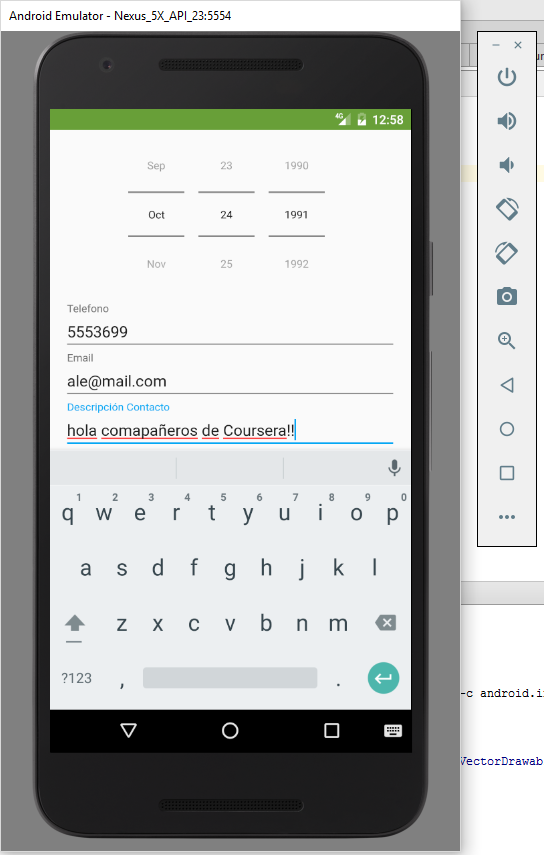 Android Emulator - Nexus_5X_API_23:5554
4G 12:58
Sep 23 1990
Oct 24 1991
Nov 25 1992
Telefono
5553699
Email
ale@mail.com
Descripción Contacto
hola comapañeros de Coursera!!
1 2 3 4 5 6 7 8 9 0
q w e r t y u i o p
a s d f g h j k l
z x c v b n m
?123 , .
-c android.in
VectorDrawab